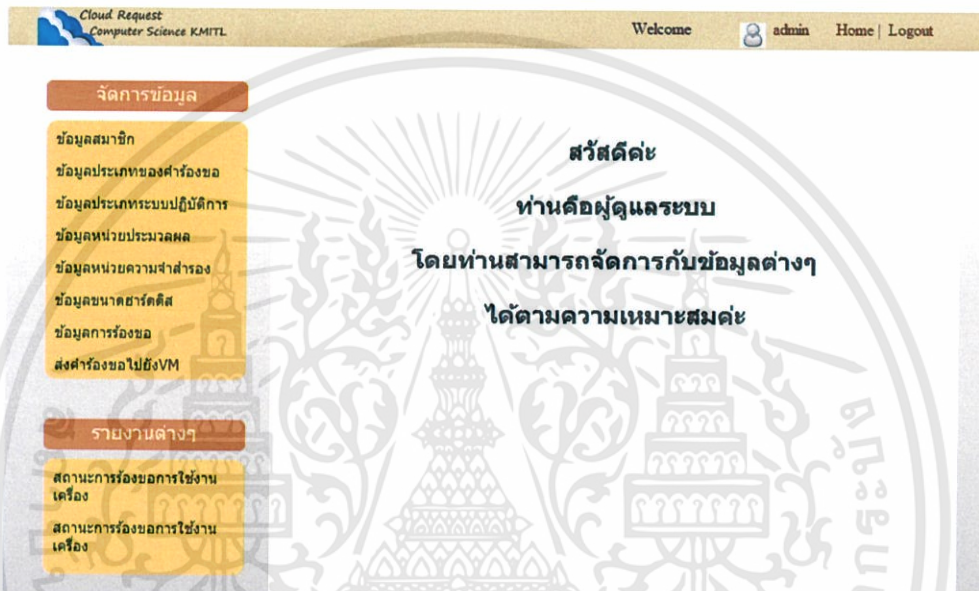 Cloud Request
Computer Science KMITL
Welcome admin Home | Logout
จัดการข้อมูล
ข้อมูลสมาชิก
ข้อมูลประเภทของคำร้องขอ
ข้อมูลประเภทระบบปฏิบัติการ
ข้อมูลหน่วยประมวลผล
ข้อมูลหน่วยความจำสำรอง
ข้อมูลขนาดฮาร์ดดิส
ข้อมูลการร้องขอ
ส่งคำร้องขอไปยังVM
รายงานต่างๆ
สถานะการร้องขอการใช้งาน
เครื่อง
สถานะการร้องขอการใช้งาน
เครื่อง
สวัสดีค่ะ
ท่านคือผู้ดูแลระบบ
โดยท่านสามารถจัดการกับข้อมูลต่างๆ
ได้ตามความเหมาะสมค่ะ